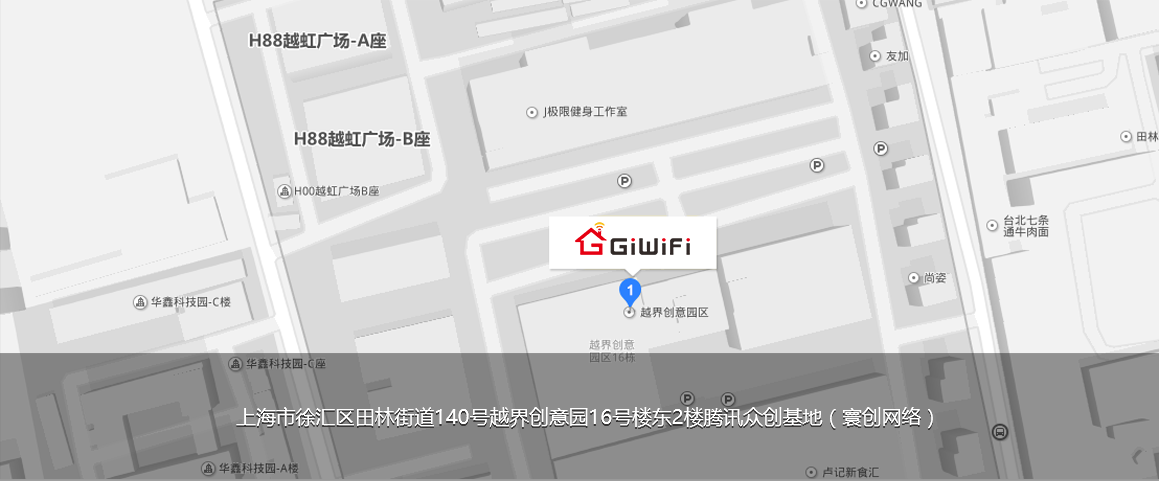 CGWANG
H88越虹广场-A座
友加
J极限健身工作室
H88越虹广场-B座
田林
P
P
P
H00越虹广场B座
台北七条
通牛肉面
GiWiFi
尚姿
1
华鑫科技园-C楼
越界创意园区
越界创意
园区16栋
华鑫科技园-C座
P
P
上海市徐汇区田林街道140号越界创意园16号楼东2楼腾讯众创基地（寰创网络）
华鑫科技园-A楼
卢记新食汇